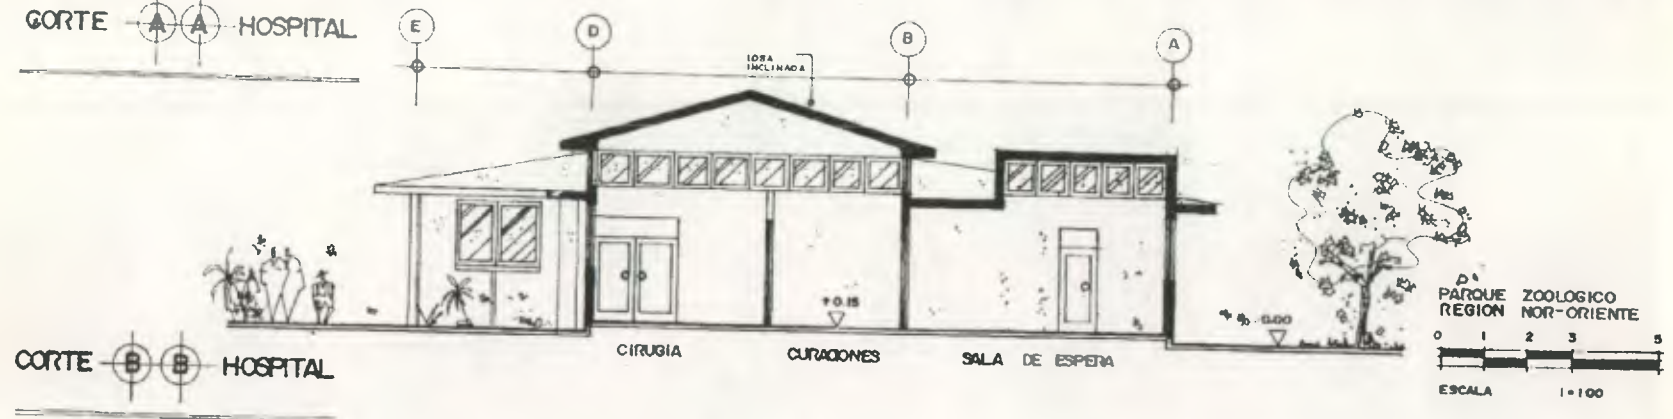 CORTE A A HOSPITAL
E D B A
LOSA
INCLINADA
+0.15
0.00
CIRUGIA CURACIONES SALA DE ESPERA
CORTE B B HOSPITAL
PARQUE ZOOLOGICO
REGION NOR-ORIENTE
0 1 2 3 5
ESCALA 1=100